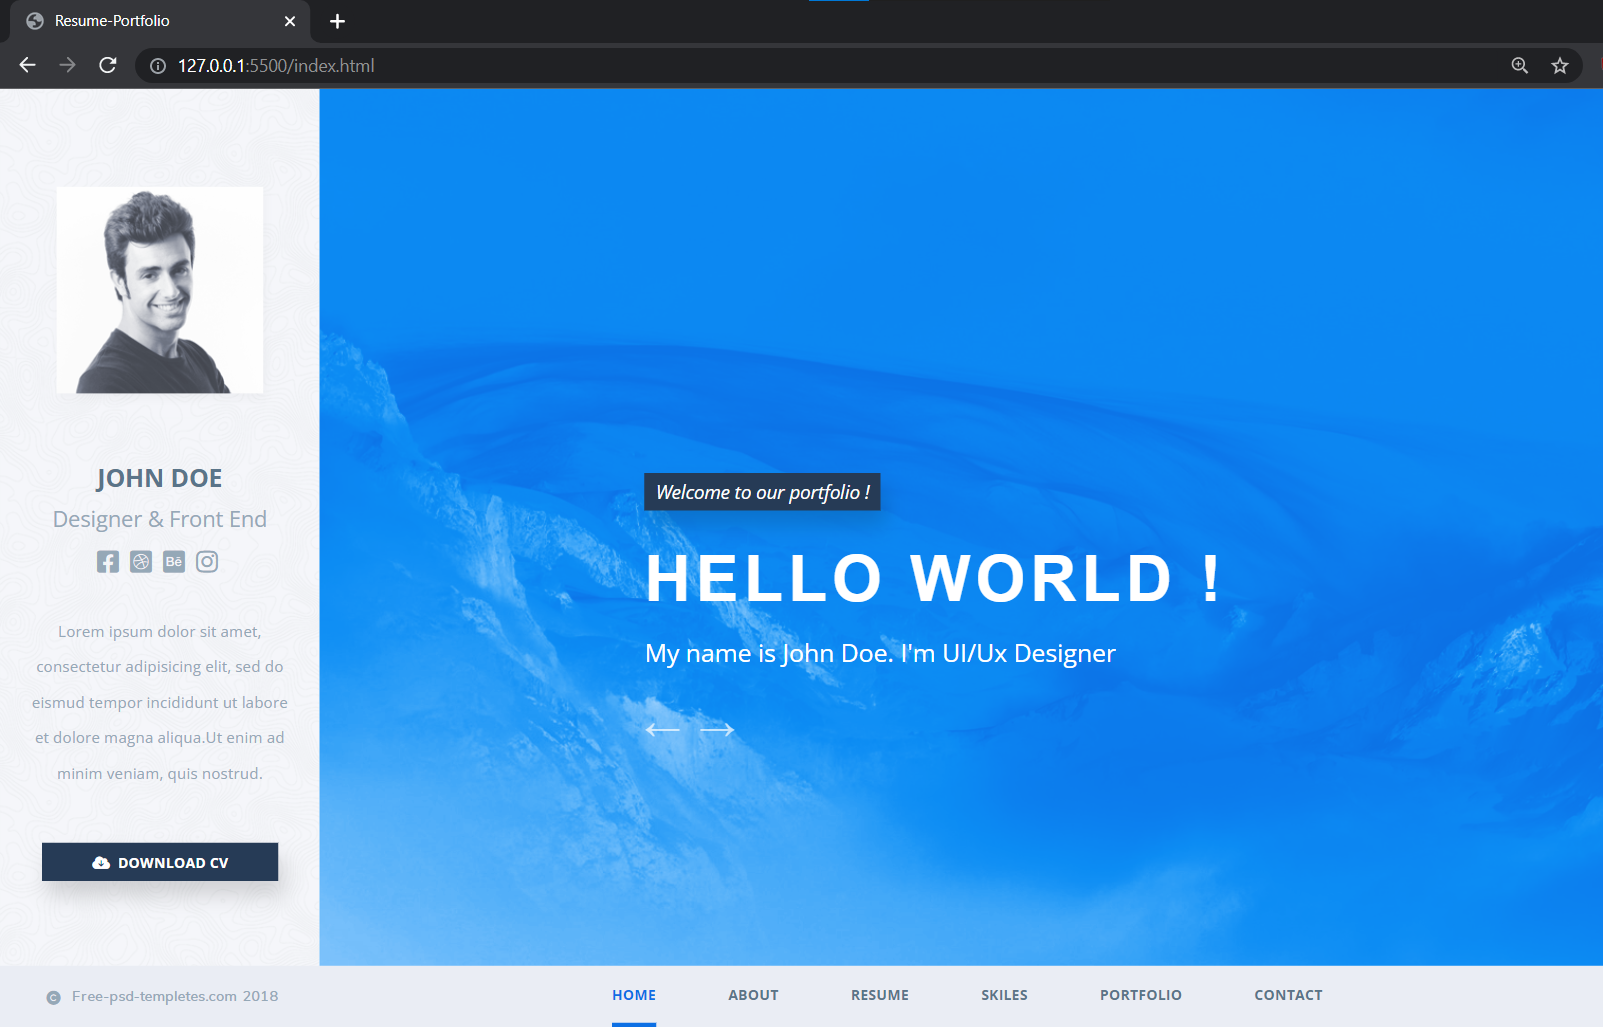 Resume-Portfolio
127.0.0.1:5500/index.html
JOHN DOE
Designer & Front End
Bē
Lorem ipsum dolor sit amet,
consectetur adipisicing elit, sed do
eismud tempor incididunt ut labore
et dolore magna aliqua.Ut enim ad
minim veniam, quis nostrud.
DOWNLOAD CV
Welcome to our portfolio !
HELLO WORLD !
My name is John Doe. I'm UI/Ux Designer
© Free-psd-templetes.com 2018
HOME ABOUT RESUME SKILES PORTFOLIO CONTACT